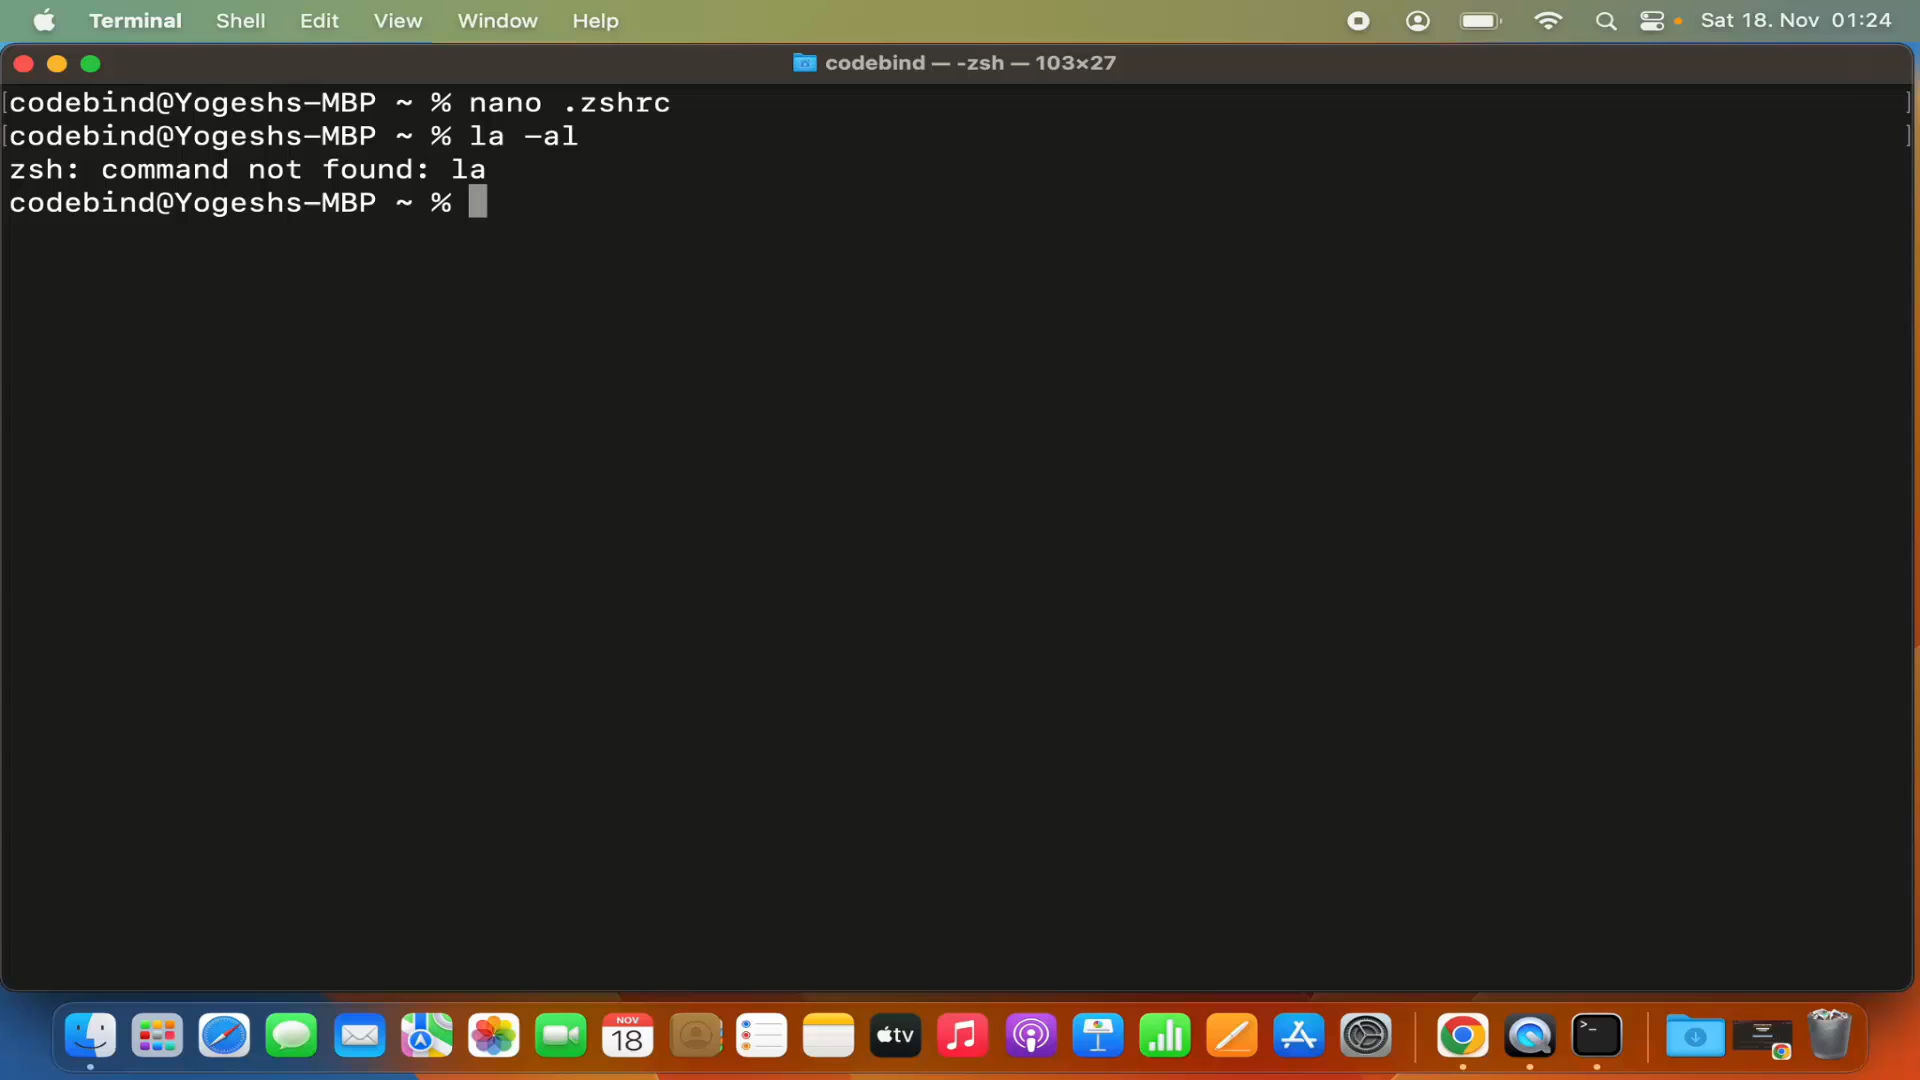 Terminal Shell Edit View Window Help Sat 18. Nov 01:24
codebind — -zsh — 103×27
codebind@Yogeshs-MBP ~ % nano .zshrc
codebind@Yogeshs-MBP ~ % la -al
zsh: command not found: la
codebind@Yogeshs-MBP ~ %
NOV
18
tv
>_